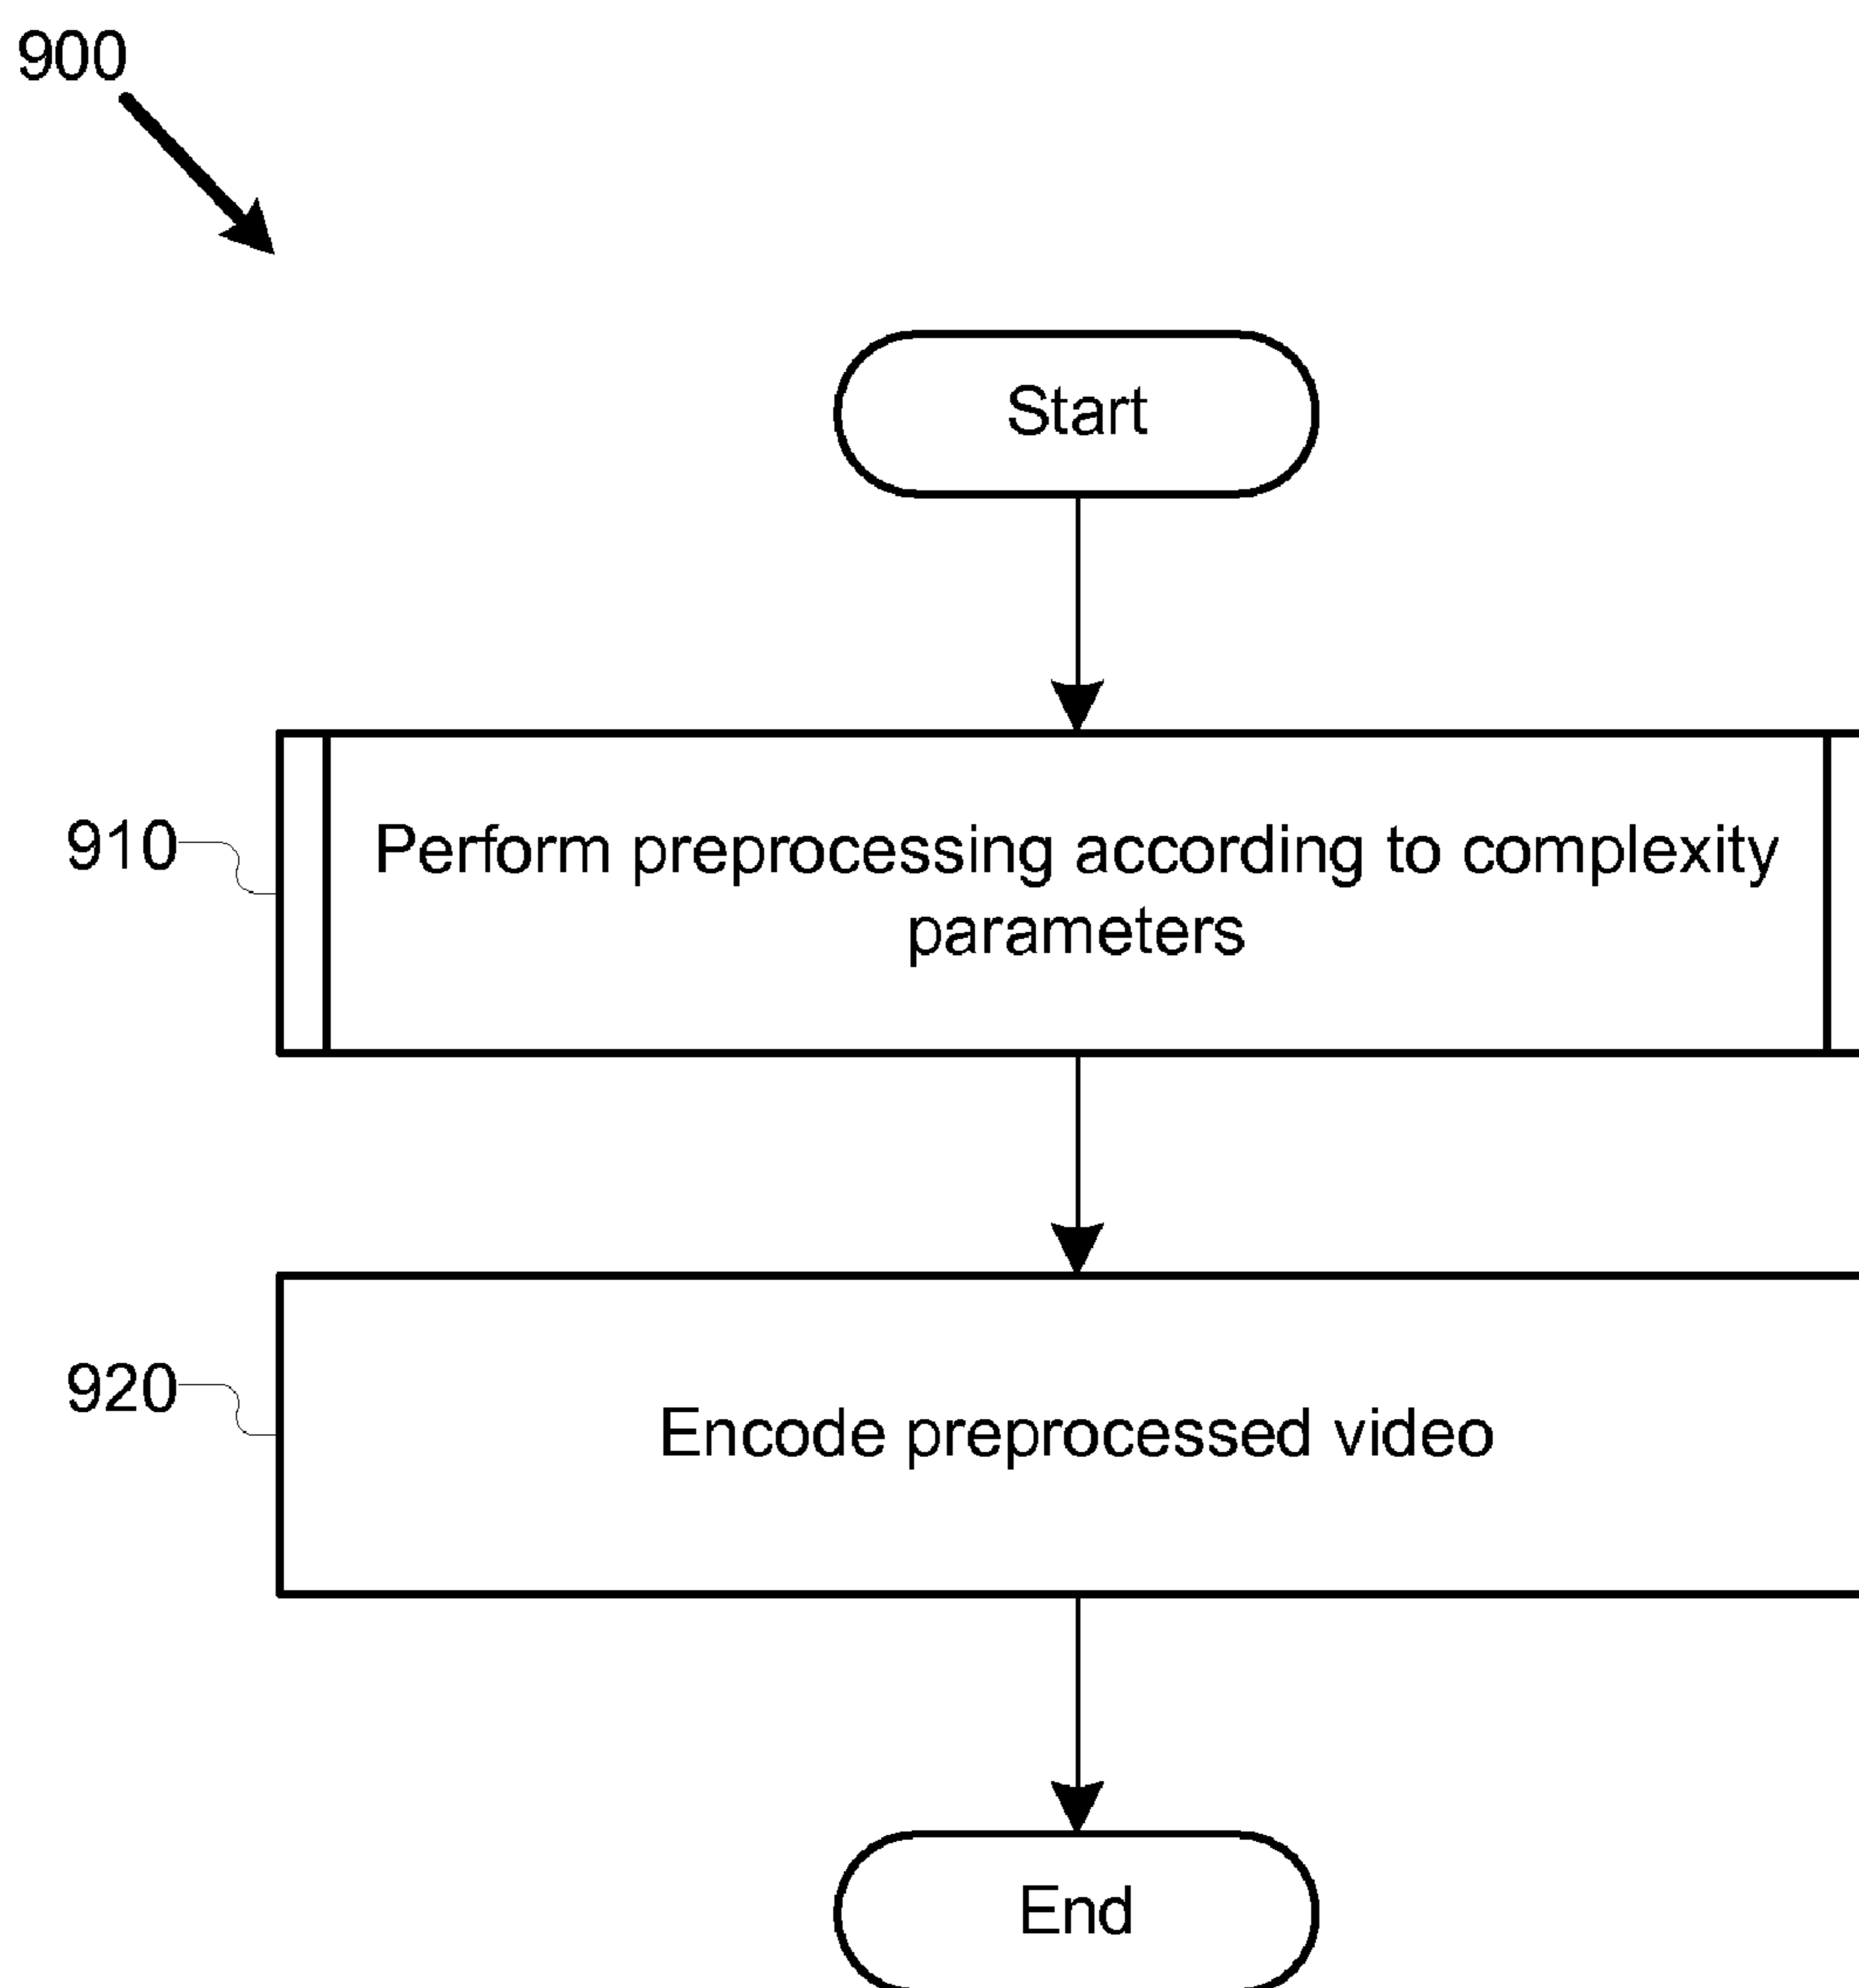 900
Start
910
Perform preprocessing according to complexity
parameters
920
Encode preprocessed video
End